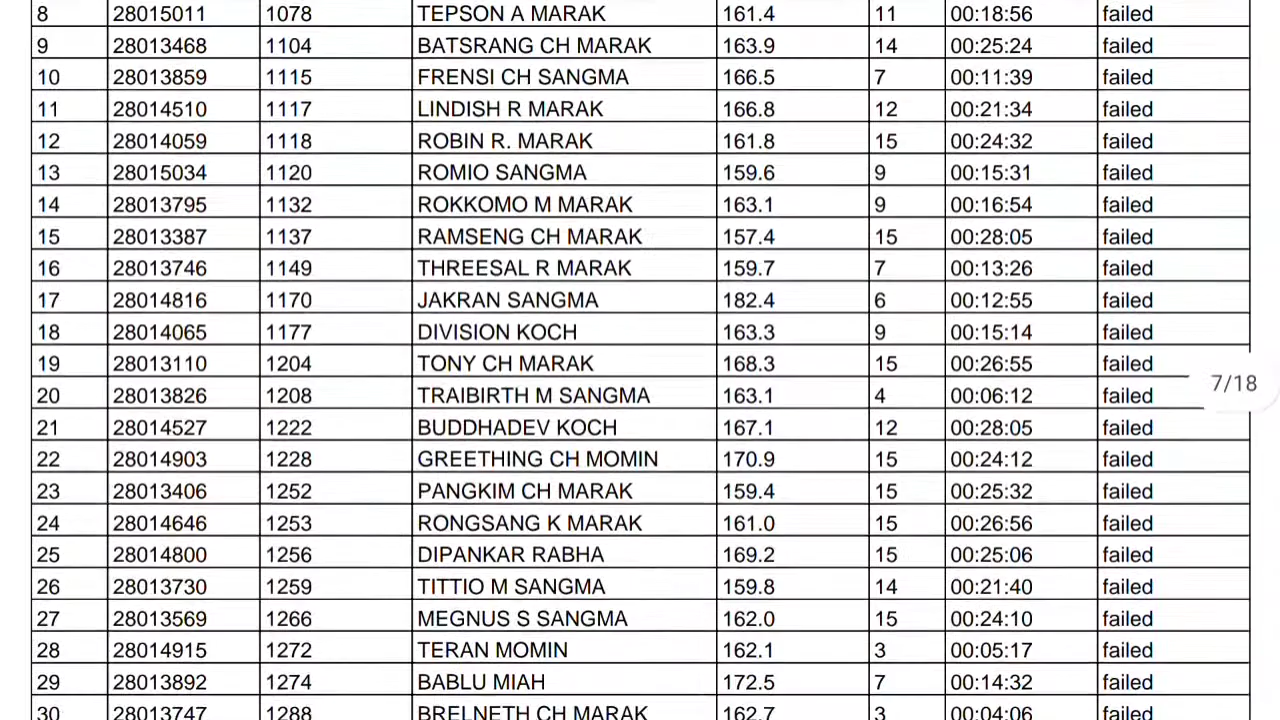 8 28015011 1078 TEPSON A MARAK 161.4 11 00:18:56 failed
9 28013468 1104 BATSRANG CH MARAK 163.9 14 00:25:24 failed
10 28013859 1115 FRENSI CH SANGMA 166.5 7 00:11:39 failed
11 28014510 1117 LINDISH R MARAK 166.8 12 00:21:34 failed
12 28014059 1118 ROBIN R. MARAK 161.8 15 00:24:32 failed
13 28015034 1120 ROMIO SANGMA 159.6 9 00:15:31 failed
14 28013795 1132 ROKKOMO M MARAK 163.1 9 00:16:54 failed
15 28013387 1137 RAMSENG CH MARAK 157.4 15 00:28:05 failed
16 28013746 1149 THREESAL R MARAK 159.7 7 00:13:26 failed
17 28014816 1170 JAKRAN SANGMA 182.4 6 00:12:55 failed
18 28014065 1177 DIVISION KOCH 163.3 9 00:15:14 failed
19 28013110 1204 TONY CH MARAK 168.3 15 00:26:55 failed
20 28013826 1208 TRAIBIRTH M SANGMA 163.1 4 00:06:12 failed
7/18
21 28014527 1222 BUDDHADEV KOCH 167.1 12 00:28:05 failed
22 28014903 1228 GREETHING CH MOMIN 170.9 15 00:24:12 failed
23 28013406 1252 PANGKIM CH MARAK 159.4 15 00:25:32 failed
24 28014646 1253 RONGSANG K MARAK 161.0 15 00:26:56 failed
25 28014800 1256 DIPANKAR RABHA 169.2 15 00:25:06 failed
26 28013730 1259 TITTIO M SANGMA 159.8 14 00:21:40 failed
27 28013569 1266 MEGNUS S SANGMA 162.0 15 00:24:10 failed
28 28014915 1272 TERAN MOMIN 162.1 3 00:05:17 failed
29 28013892 1274 BABLU MIAH 172.5 7 00:14:32 failed
30 28013747 1288 BRELNETH CH MARAK 162.7 3 00:04:06 failed